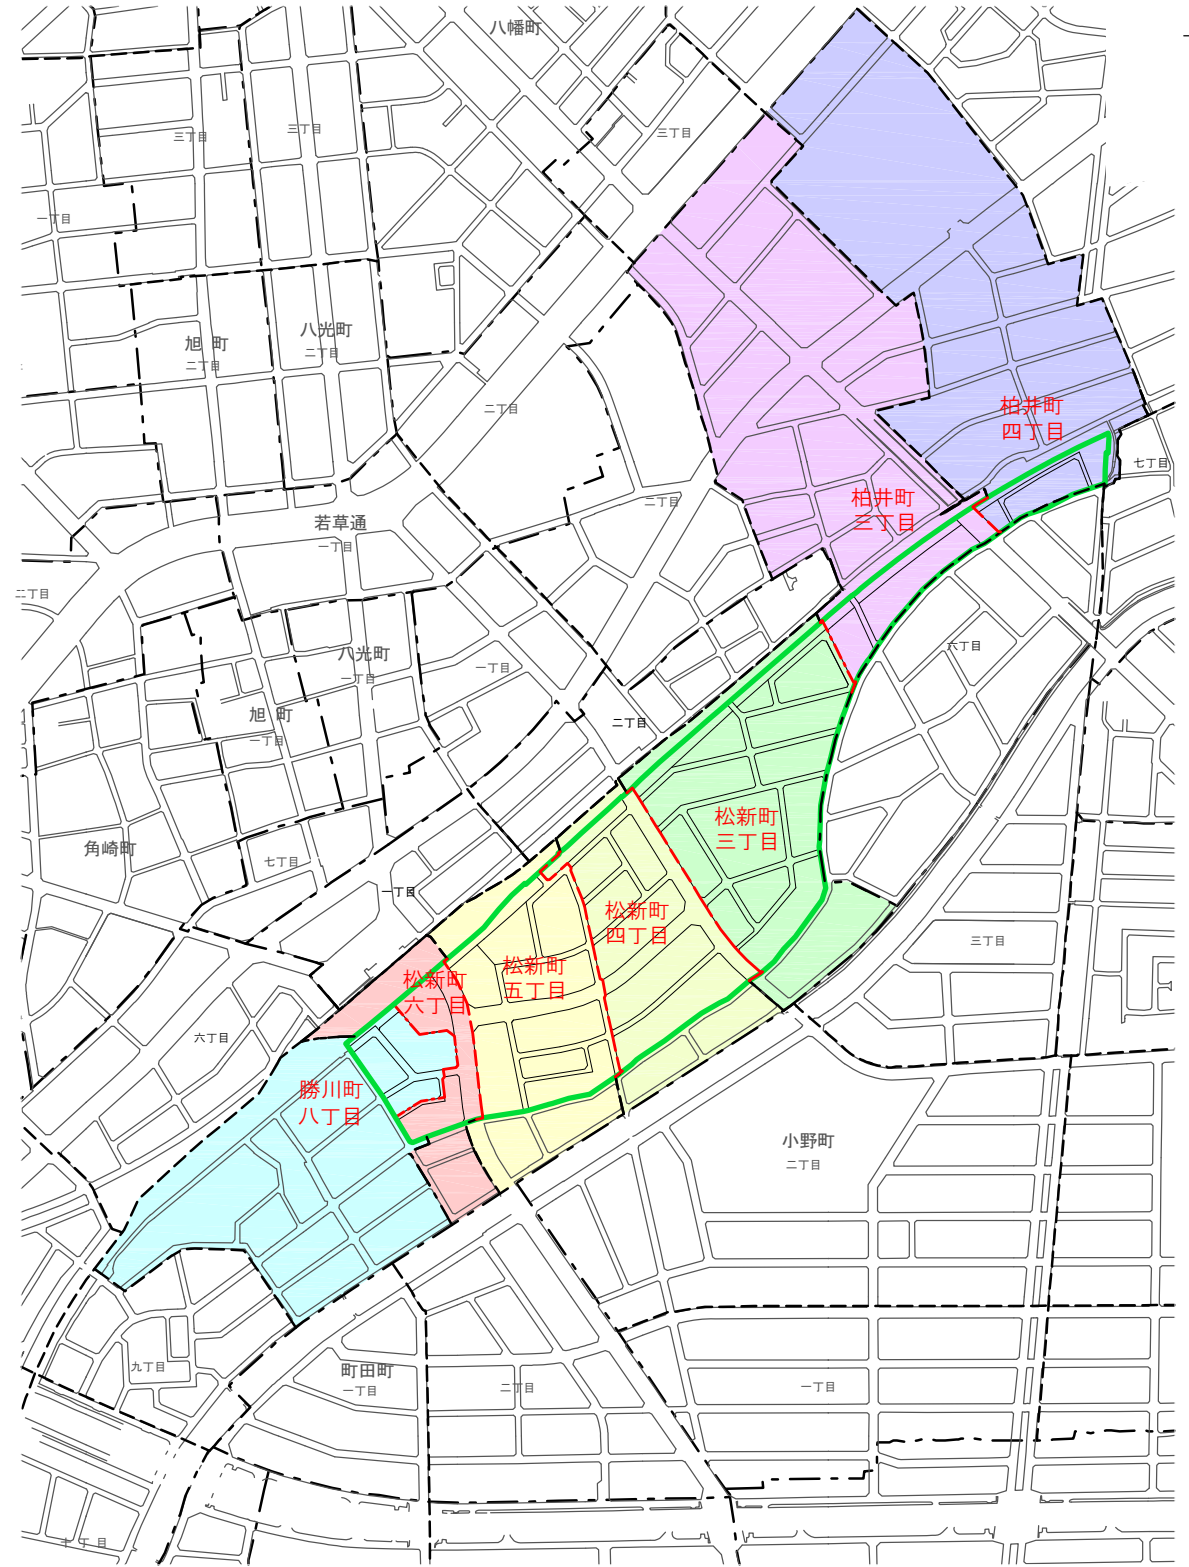 八幡町
三丁目
三丁目
三丁目
一丁目
八光町
二丁目
旭 町
二丁目
二丁目
柏井町
四丁目
七丁目
柏井町
三丁目
二丁目
若草通
一丁目
二丁目
六丁目
八光町
一丁目
一丁目
旭 町
一丁目
二丁目
松新町
三丁目
角崎町
七丁目
一丁目
松新町
四丁目
三丁目
松新町
五丁目
松新町
六丁目
六丁目
勝川町
八丁目
小野町
二丁目
九丁目
町田町
一丁目
二丁目
一丁目
十丁目